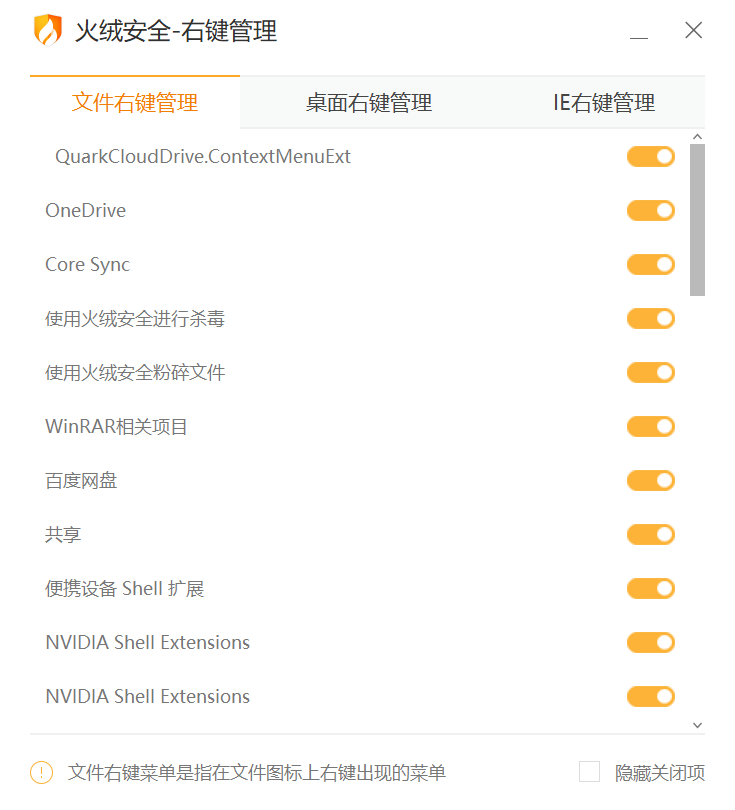 火绒安全-右键管理
文件右键管理 桌面右键管理 IE右键管理
QuarkCloudDrive.ContextMenuExt
OneDrive
Core Sync
使用火绒安全进行杀毒
使用火绒安全粉碎文件
WinRAR相关项目
百度网盘
共享
便携设备 Shell 扩展
NVIDIA Shell Extensions
NVIDIA Shell Extensions
文件右键菜单是指在文件图标上右键出现的菜单 隐藏关闭项